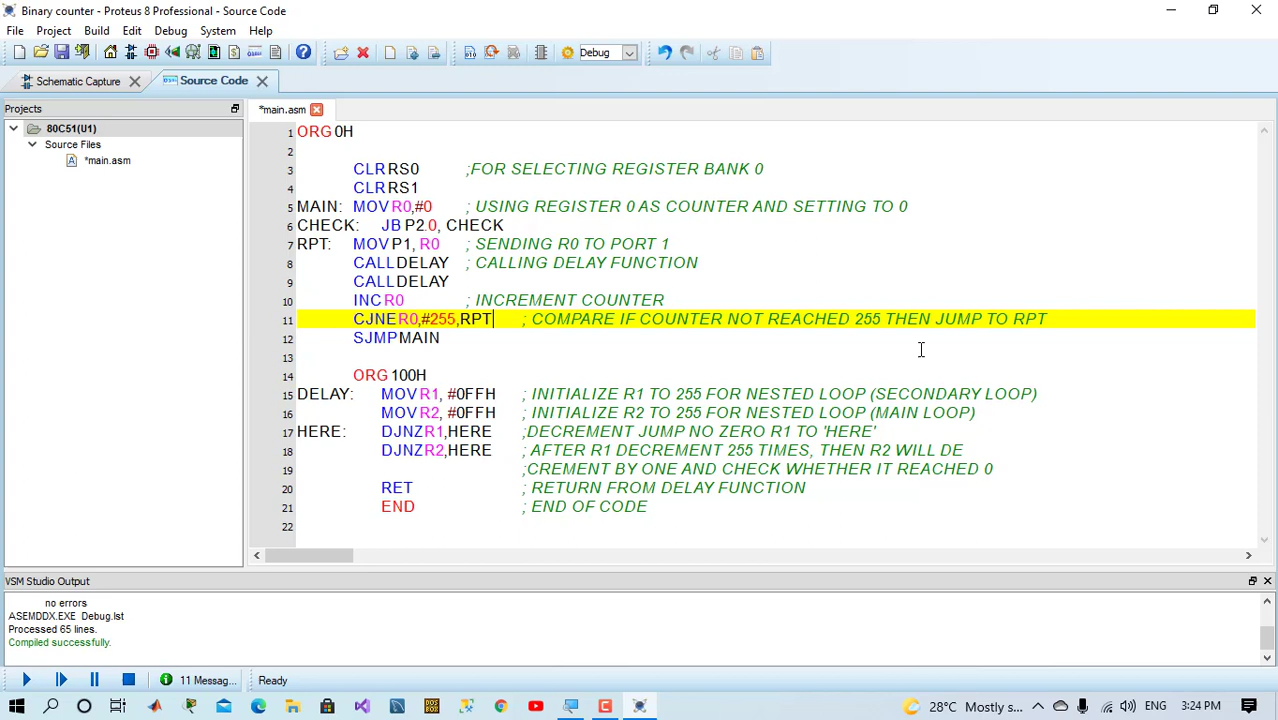 Binary counter - Proteus 8 Professional - Source Code
File Project Build Edit Debug System Help
Debug
Schematic Capture
Source Code
Projects
*main.asm
80C51(U1)
Source Files
*main.asm
1 ORG 0H
2
3 CLR RS0 ;FOR SELECTING REGISTER BANK 0
4 CLR RS1
5 MAIN: MOV R0,#0 ; USING REGISTER 0 AS COUNTER AND SETTING TO 0
6 CHECK: JB P2.0, CHECK
7 RPT: MOV P1, R0 ; SENDING R0 TO PORT 1
8 CALL DELAY ; CALLING DELAY FUNCTION
9 CALL DELAY
10 INC R0 ; INCREMENT COUNTER
11 CJNE R0,#255,RPT ; COMPARE IF COUNTER NOT REACHED 255 THEN JUMP TO RPT
12 SJMP MAIN
13
14 ORG 100H
15 DELAY: MOV R1, #0FFH ; INITIALIZE R1 TO 255 FOR NESTED LOOP (SECONDARY LOOP)
16 MOV R2, #0FFH ; INITIALIZE R2 TO 255 FOR NESTED LOOP (MAIN LOOP)
17 HERE: DJNZ R1,HERE ;DECREMENT JUMP NO ZERO R1 TO 'HERE'
18 DJNZ R2,HERE ; AFTER R1 DECREMENT 255 TIMES, THEN R2 WILL DE
19 ;CREMENT BY ONE AND CHECK WHETHER IT REACHED 0
20 RET ; RETURN FROM DELAY FUNCTION
21 END ; END OF CODE
22
VSM Studio Output
no errors
ASEMDDX.EXE Debug.lst
Processed 65 lines.
Compiled successfully.
11 Messag...
Ready
28°C Mostly s...
ENG
3:24 PM